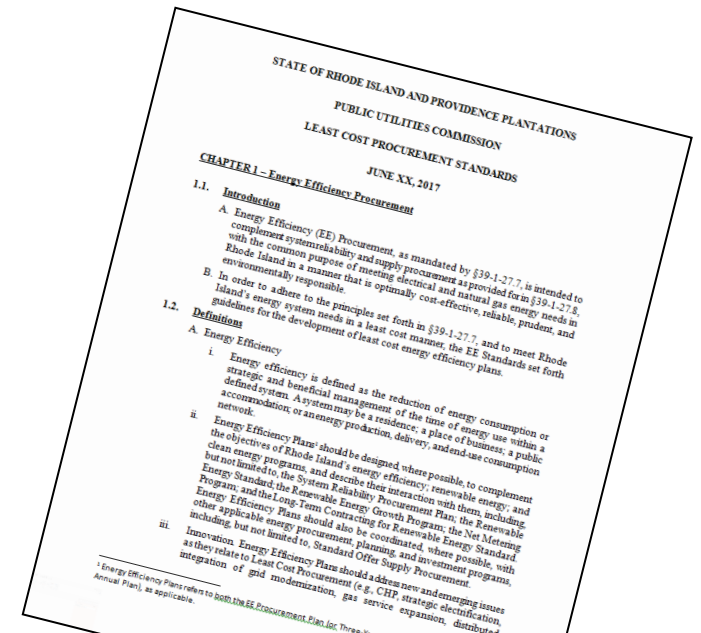 STATE OF RHODE ISLAND AND PROVIDENCE PLANTATIONS
PUBLIC UTILITIES COMMISSION
LEAST COST PROCUREMENT STANDARDS
JUNE XX, 2017
CHAPTER 1 – Energy Efficiency Procurement
1.1. Introduction
A. Energy Efficiency (EE) Procurement, as mandated by §39-1-27.7, is intended to
complement system reliability and supply procurement as provided for in §39-1-27.8,
with the common purpose of meeting electrical and natural gas energy needs in
Rhode Island in a manner that is optimally cost-effective, reliable, prudent, and
environmentally responsible.
B. In order to adhere to the principles set forth in §39-1-27.7, and to meet Rhode
Island's energy system needs in a least cost manner, the EE Standards set forth
guidelines for the development of least cost energy efficiency plans.
1.2. Definitions
A. Energy Efficiency
i. Energy efficiency is defined as the reduction of energy consumption or
strategic and beneficial management of the time of energy use within a
defined system. A system may be a residence; a place of business; a public
accommodation; or an energy production, delivery, and end-use consumption
network.
ii. Energy Efficiency Plans¹ should be designed, where possible, to complement
the objectives of Rhode Island's energy efficiency; renewable energy; and
clean energy programs, and describe their interaction with them, including,
but not limited to, the System Reliability Procurement Plan; the Renewable
Energy Standard; the Renewable Energy Growth Program; the Net Metering
Program; and the Long-Term Contracting for Renewable Energy Standard
Energy Efficiency Plans should also be coordinated, where possible, with
other applicable energy procurement, planning, and investment programs,
including, but not limited to, Standard Offer Supply Procurement.
iii. Innovation. Energy Efficiency Plans should address new and emerging issues
as they relate to Least Cost Procurement (e.g., CHP, strategic electrification,
integration of grid modernization, gas service expansion, distributed
¹ Energy Efficiency Plans refers to both the EE Procurement Plan (or Three-
Annual Plan), as applicable.